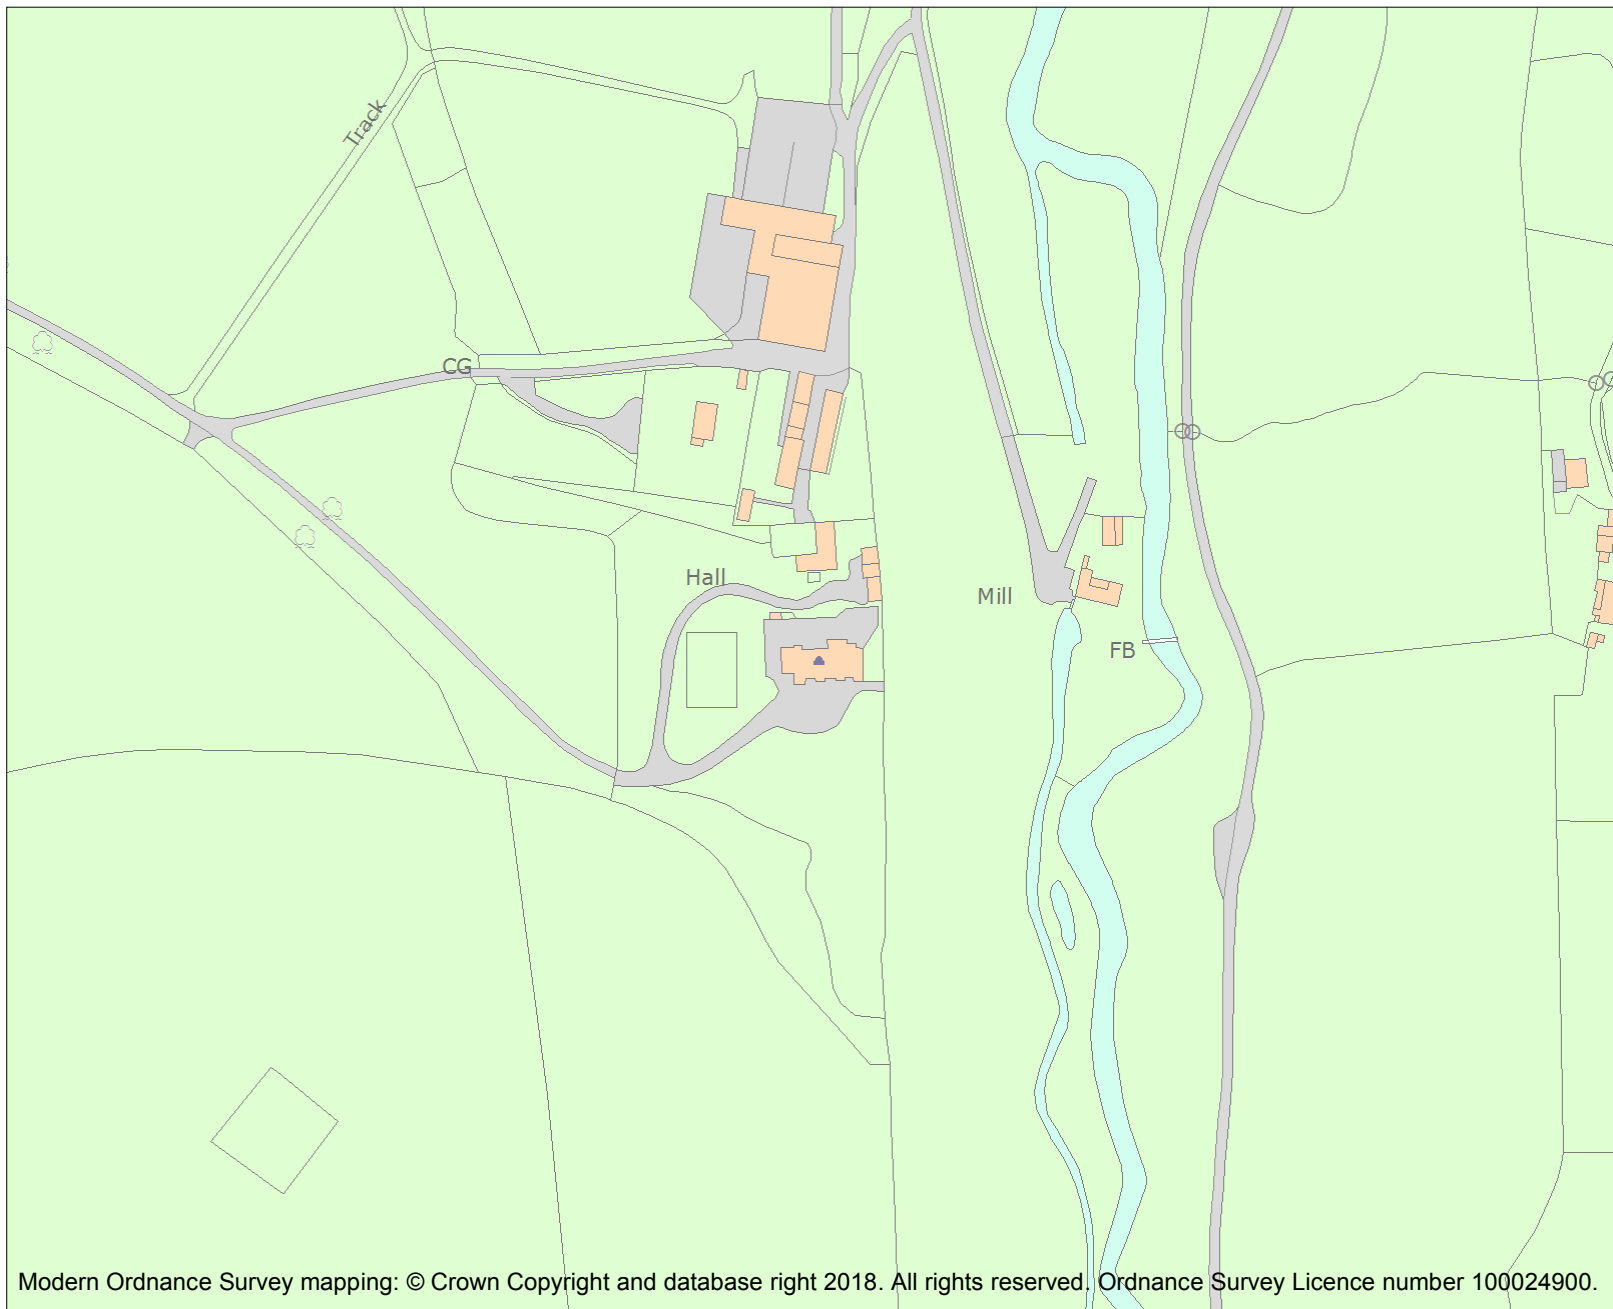 Track
CG
Hall
Mill
FB
Modern Ordnance Survey mapping: © Crown Copyright and database right 2018. All rights reserved. Ordnance Survey Licence number 100024900.